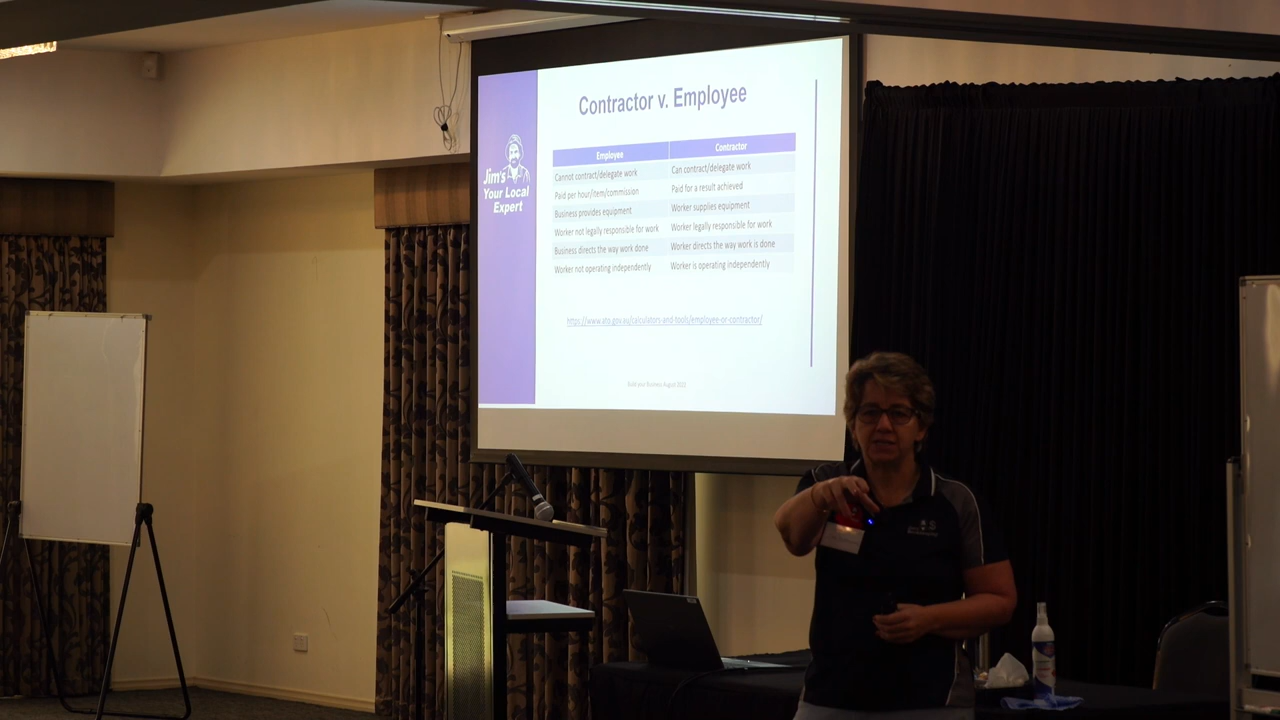 Contractor v. Employee
Employee Contractor
Cannot contract/delegate work Can contract/delegate work
Paid per hour/item/commission Paid for a result achieved
Business provides equipment Worker supplies equipment
Worker not legally responsible for work Worker legally responsible for work
Business directs the way work done Worker directs the way work is done
Worker not operating independently Worker is operating independently
https://www.ato.gov.au/calculators-and-tools/employee-or-contractor/
Jim's
Your Local
Expert